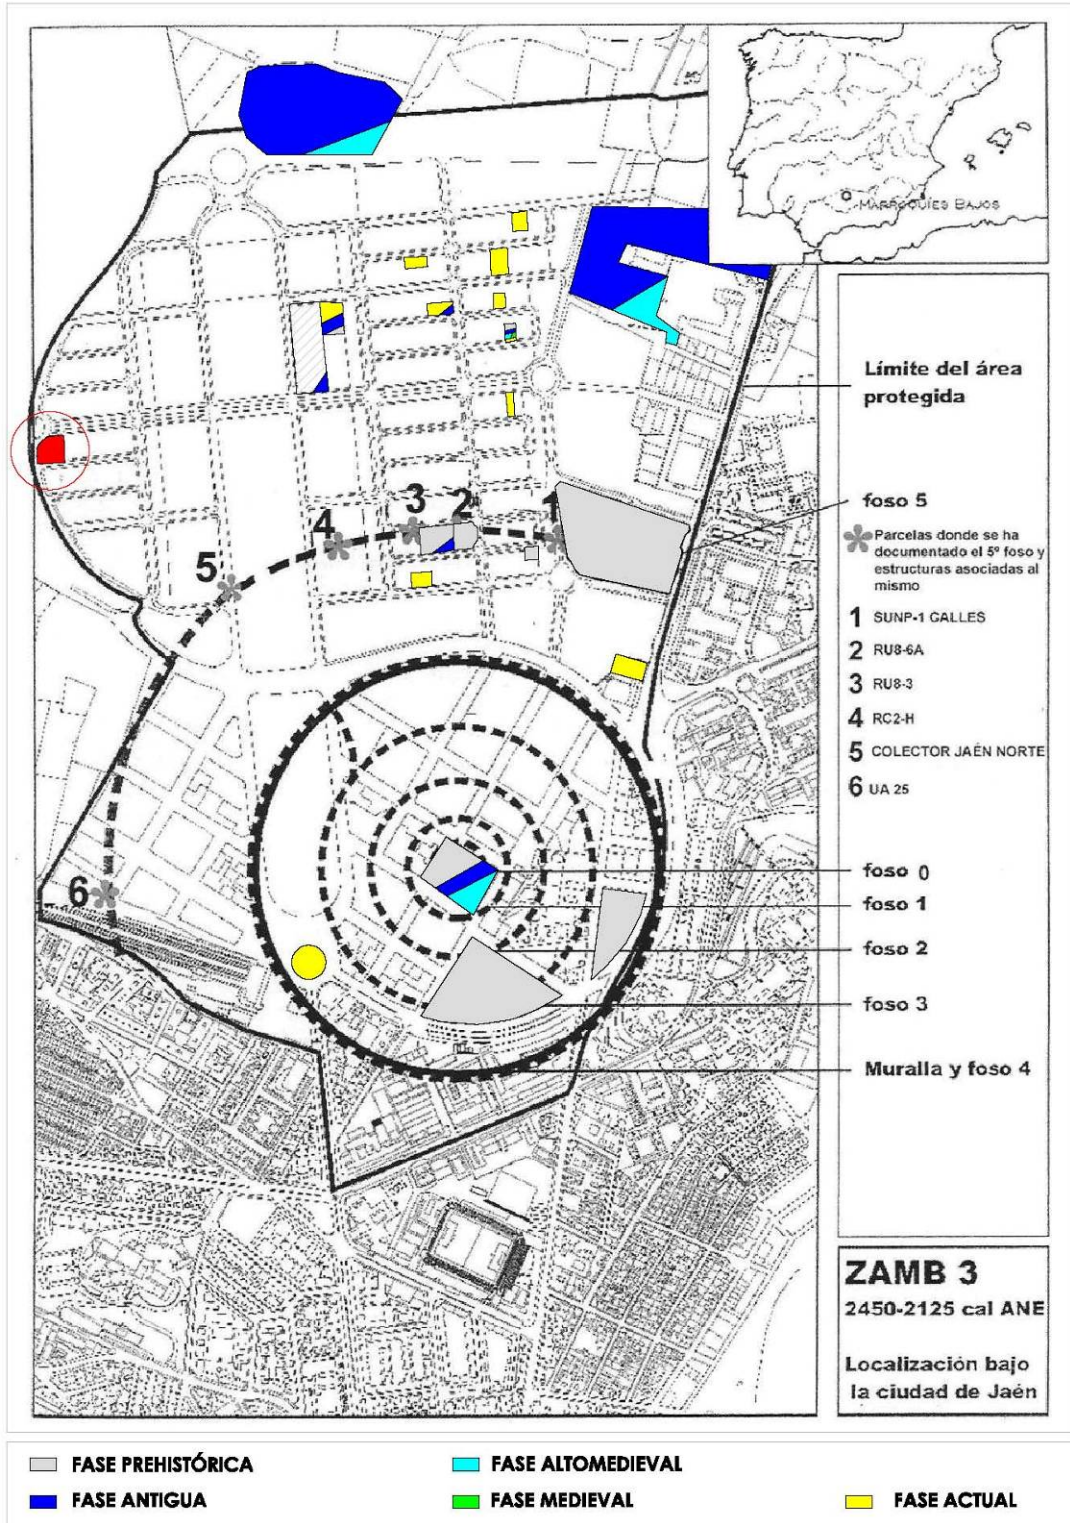 MARROQUÍES BAJOS
Límite del área
protegida
foso 5
Parcelas donde se ha
documentado el 5º foso y
estructuras asociadas al
mismo
1 SUNP-1 CALLES
2 RU8-6A
3 RU8-3
4 RC2-H
5 COLECTOR JAÉN NORTE
6 UA 25
1
2
3
4
5
6
foso 0
foso 1
foso 2
foso 3
Muralla y foso 4
ZAMB 3
2450-2125 cal ANE
Localización bajo
la ciudad de Jaén
FASE PREHISTÓRICA
FASE ALTOMEDIEVAL
FASE ANTIGUA
FASE MEDIEVAL
FASE ACTUAL